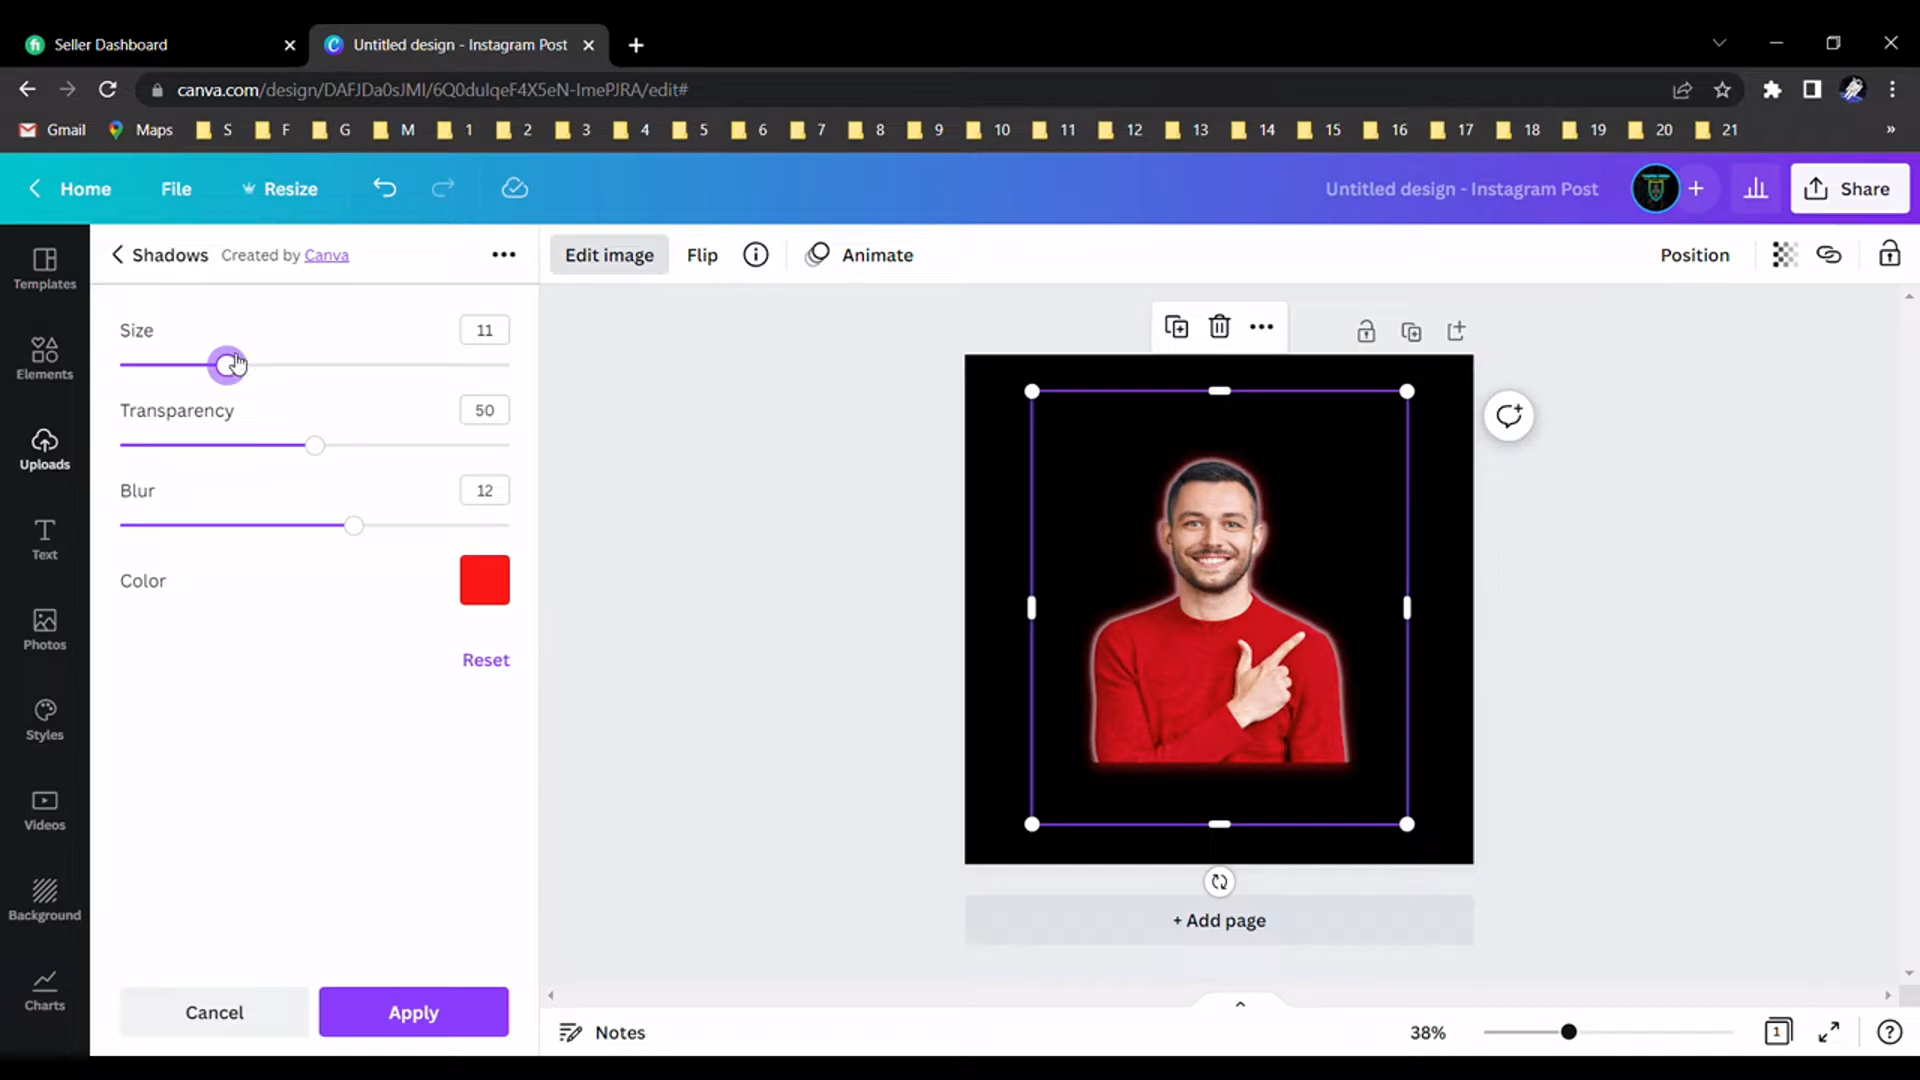 Seller Dashboard
Untitled design - Instagram Post
canva.com/design/DAFJDa0sJMI/6Q0duIqeF4X5eN-ImePJRA/edit#
Gmail Maps S F G M 1 2 3 4 5 6 7 8 9 10 11 12 13 14 15 16 17 18 19 20 21 »
Home File Resize Untitled design - Instagram Post Share
Shadows Created by Canva
Edit image Flip Animate Position
Templates
Elements
Uploads
Text
Photos
Styles
Videos
Background
Charts
Size 11
Transparency 50
Blur 12
Color
Reset
Cancel Apply
+ Add page
Notes 38% 1